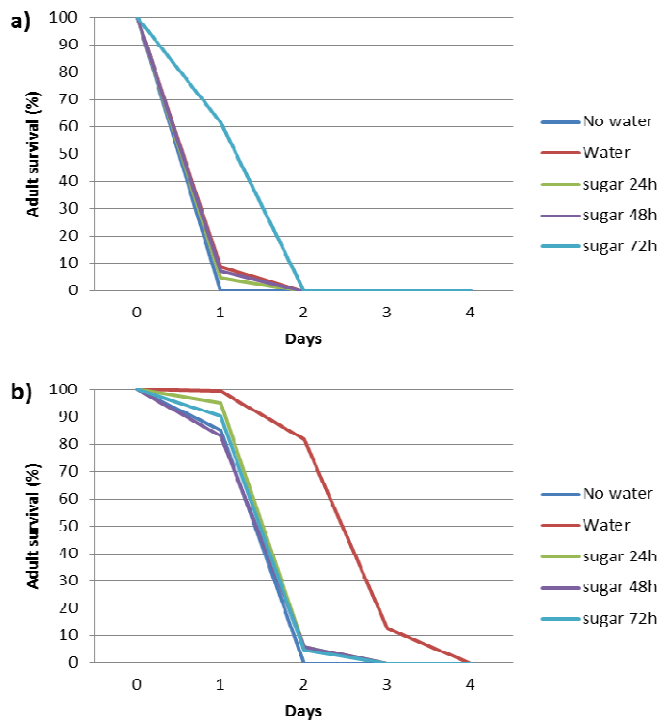 a)
Adult survival (%)
100
90
80
70
60
50
40
30
20
10
0
0 1 2 3 4
Days
No water
Water
sugar 24h
sugar 48h
sugar 72h
b)
Adult survival (%)
100
90
80
70
60
50
40
30
20
10
0
0 1 2 3 4
Days
No water
Water
sugar 24h
sugar 48h
sugar 72h